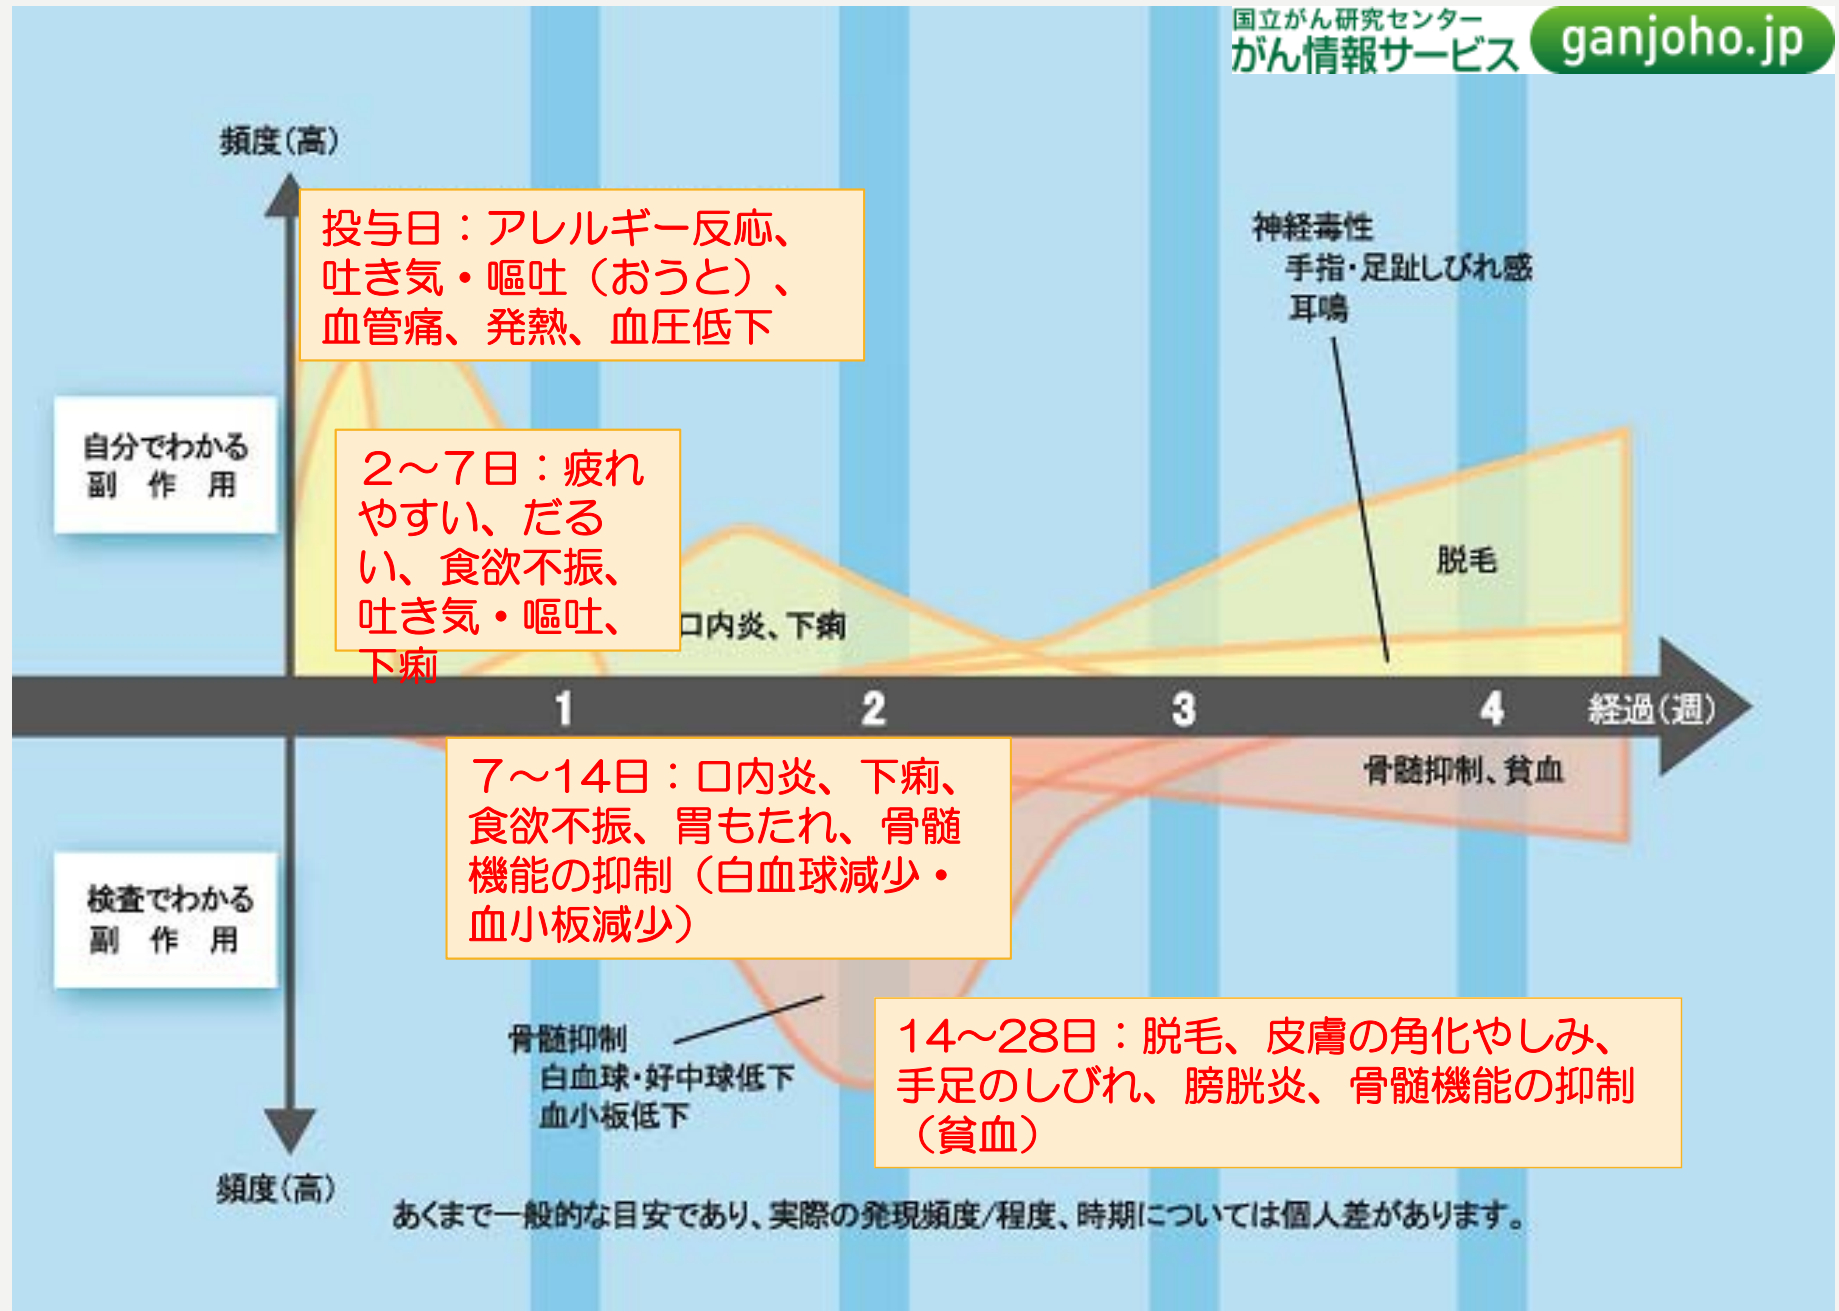 国立がん研究センター
がん情報サービス
ganjoho.jp
頻度(高)
投与日：アレルギー反応、
吐き気・嘔吐（おうと）、
血管痛、発熱、血圧低下
神経毒性
手指・足趾しびれ感
耳鳴
自分でわかる
副 作 用
２～７日：疲れ
やすい、だる
い、食欲不振、
吐き気・嘔吐、
下痢
脱毛
口内炎、下痢
1 2 3 4 経過(週)
7～14日：口内炎、下痢、
食欲不振、胃もたれ、骨髄
機能の抑制（白血球減少・
血小板減少）
骨髄抑制、貧血
検査でわかる
副 作 用
骨髄抑制
白血球・好中球低下
血小板低下
14～28日：脱毛、皮膚の角化やしみ、
手足のしびれ、膀胱炎、骨髄機能の抑制
（貧血）
頻度(高)
あくまで一般的な目安であり、実際の発現頻度/程度、時期については個人差があります。